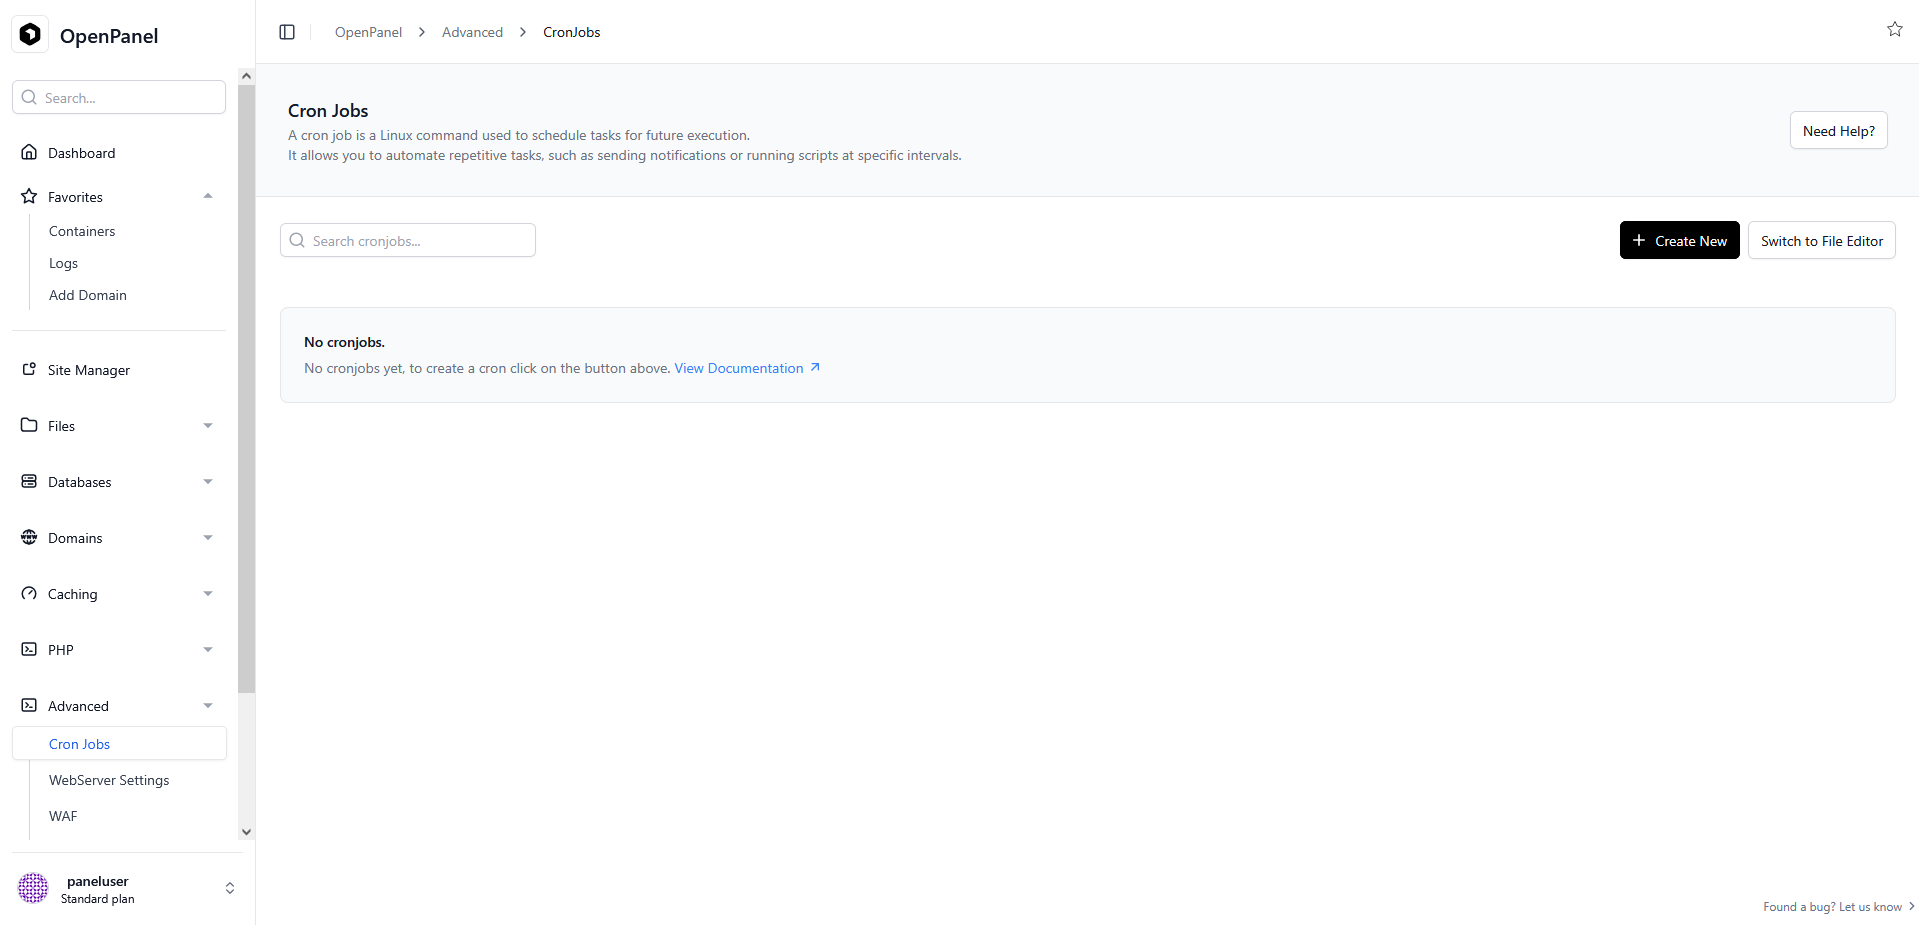 OpenPanel
Search...
Dashboard
Favorites
Containers
Logs
Add Domain
Site Manager
Files
Databases
Domains
Caching
PHP
Advanced
Cron Jobs
WebServer Settings
WAF
paneluser
Standard plan
OpenPanel > Advanced > CronJobs
Cron Jobs
A cron job is a Linux command used to schedule tasks for future execution.
It allows you to automate repetitive tasks, such as sending notifications or running scripts at specific intervals.
Need Help?
Search cronjobs...
+ Create New
Switch to File Editor
No cronjobs.
No cronjobs yet, to create a cron click on the button above. View Documentation
Found a bug? Let us know